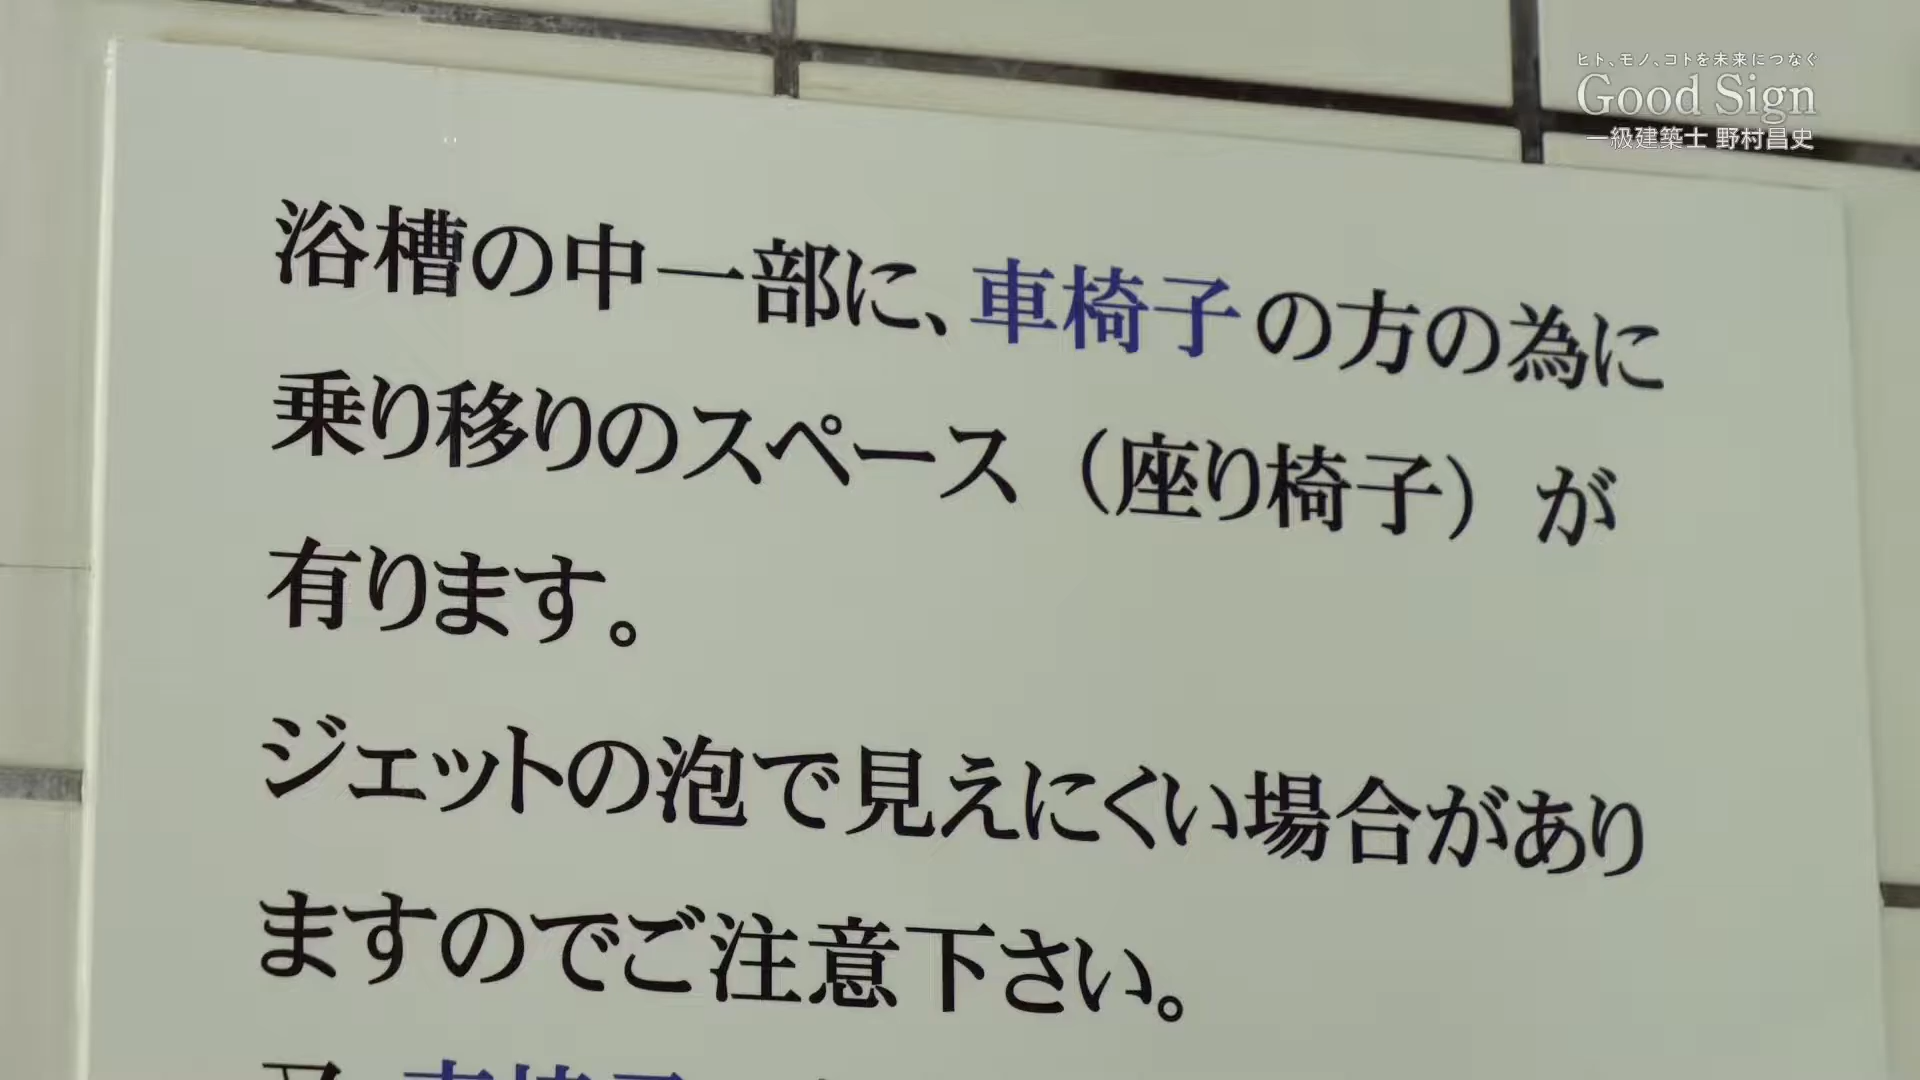 ヒト、モノ、コトを未来につなぐ
Good Sign
一級建築士 野村昌史
浴槽の中一部に、車椅子の方の為に
乗り移りのスペース（座り椅子）が
有ります。
ジェットの泡で見えにくい場合があり
ますのでご注意下さい。